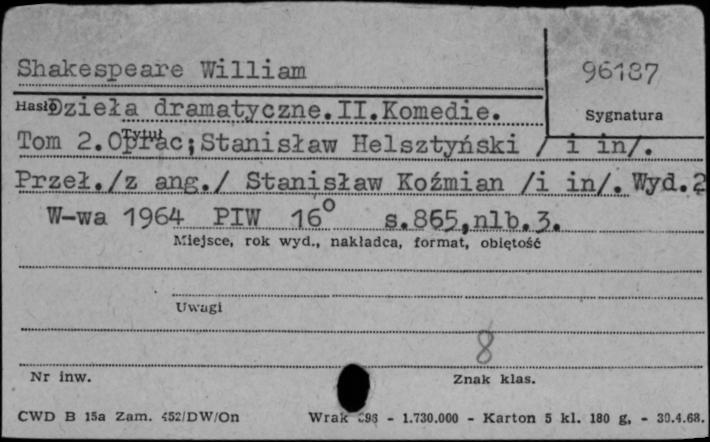 Shakespeare William
96187
Hasło
Dzieła dramatyczne.II.Komedie.
Sygnatura
Tytuł
Tom 2.Oprac;Stanisław Helsztyński / i in/.
Przeł./z ang./ Stanisław Koźmian /i in/. Wyd.2
W-wa 1964 PIW 16° s.865,nlb.3.
Miejsce, rok wyd., nakładca, format, obiętość
Uwagi
8
Nr inw.
Znak klas.
CWD B 15a Zam. 452/DW/On Wrak 398 - 1.730.000 - Karton 5 kl. 180 g, - 30.4.68.